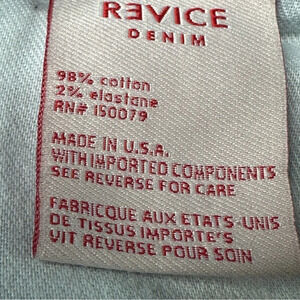 REVICE
DENIM
98% cotton
2% elastane
RN# 150079
MADE IN U.S.A.
WITH IMPORTED COMPONENTS
SEE REVERSE FOR CARE
FABRICQUE AUX ETATS-UNIS
DE TISSUS IMPORTE'S
VIT REVERSE POUR SOIN